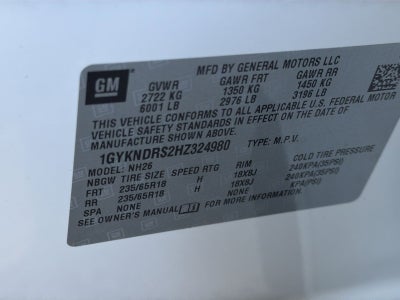 GM
MFD BY GENERAL MOTORS LLC
GVWR GAWR FRT GAWR RR
2722 KG 1350 KG 1450 KG
6001 LB 2976 LB 3196 LB
THIS VEHICLE CONFORMS TO ALL APPLICABLE U.S. FEDERAL MOTOR
VEHICLE SAFETY STANDARDS IN EFFECT ON THE DATE OF
MANUFACTURE SHOWN ABOVE.
1GYKNDRS2HZ324980 TYPE: M.P.V.
MODEL: NH26
NBGW TIRE SIZE SPEED RTG RIM COLD TIRE PRESSURE
FRT 235/65R18 H 18X8J 240KPA(35PSI)
RR 235/65R18 H 18X8J 240KPA(35PSI)
SPA NONE KPA(PSI)
SEE OWNER'S MANUAL FOR MORE INFORMATION.